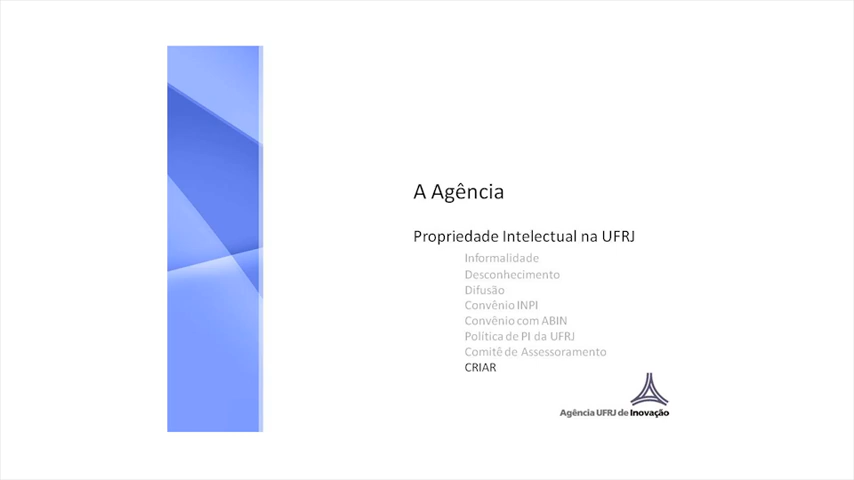 A Agência
Propriedade Intelectual na UFRJ
Informalidade
Desconhecimento
Difusão
Convênio INPI
Convênio com ABIN
Política de PI da UFRJ
Comitê de Assessoramento
CRIAR
Agência UFRJ de Inovação